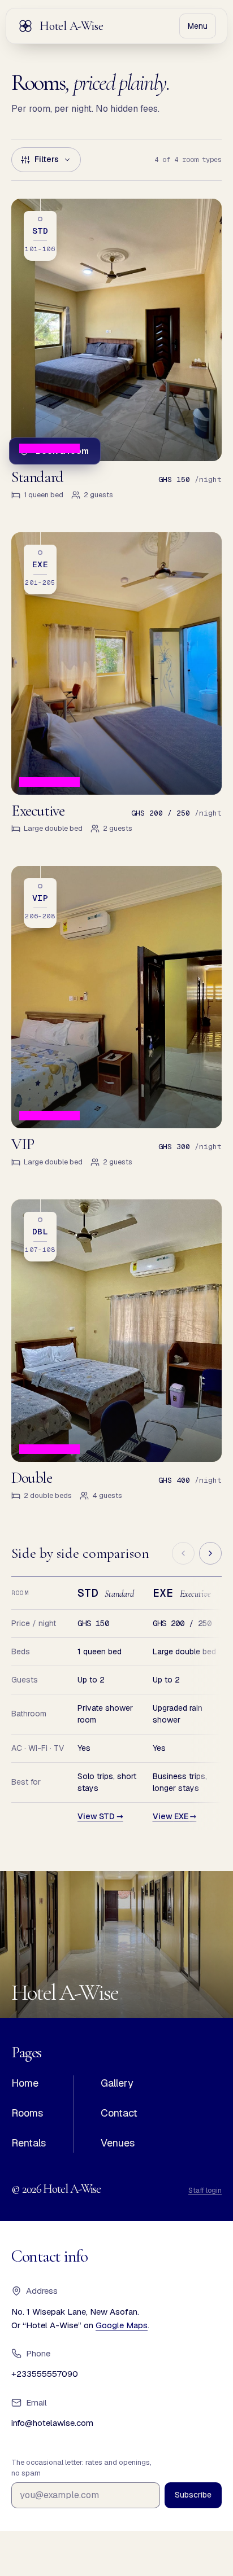 Hotel A-Wise
Menu
Rooms, priced plainly.
Per room, per night. No hidden fees.
Filters
4 of 4 room types
STD
101-106
Standard
GHS 150 /night
1 queen bed
2 guests
EXE
201-205
Executive
GHS 200 / 250 /night
Large double bed
2 guests
VIP
206-208
VIP
GHS 300 /night
Large double bed
2 guests
DBL
107-108
Double
GHS 400 /night
2 double beds
4 guests
Side by side comparison
ROOM STD Standard EXE Executive
Price / night GHS 150 GHS 200 / 250
Beds 1 queen bed Large double bed
Guests Up to 2 Up to 2
Bathroom Private shower room Upgraded rain shower
AC · Wi-Fi · TV Yes Yes
Best for Solo trips, short stays Business trips, longer stays
View STD → View EXE →
Hotel A-Wise
Pages
Home
Gallery
Rooms
Contact
Rentals
Venues
© 2026 Hotel A-Wise
Staff login
Contact info
Address
No. 1 Wisepak Lane, New Asofan.
Or “Hotel A-Wise” on Google Maps.
Phone
+233555557090
Email
info@hotelawise.com
The occasional letter: rates and openings,
no spam
you@example.com
Subscribe